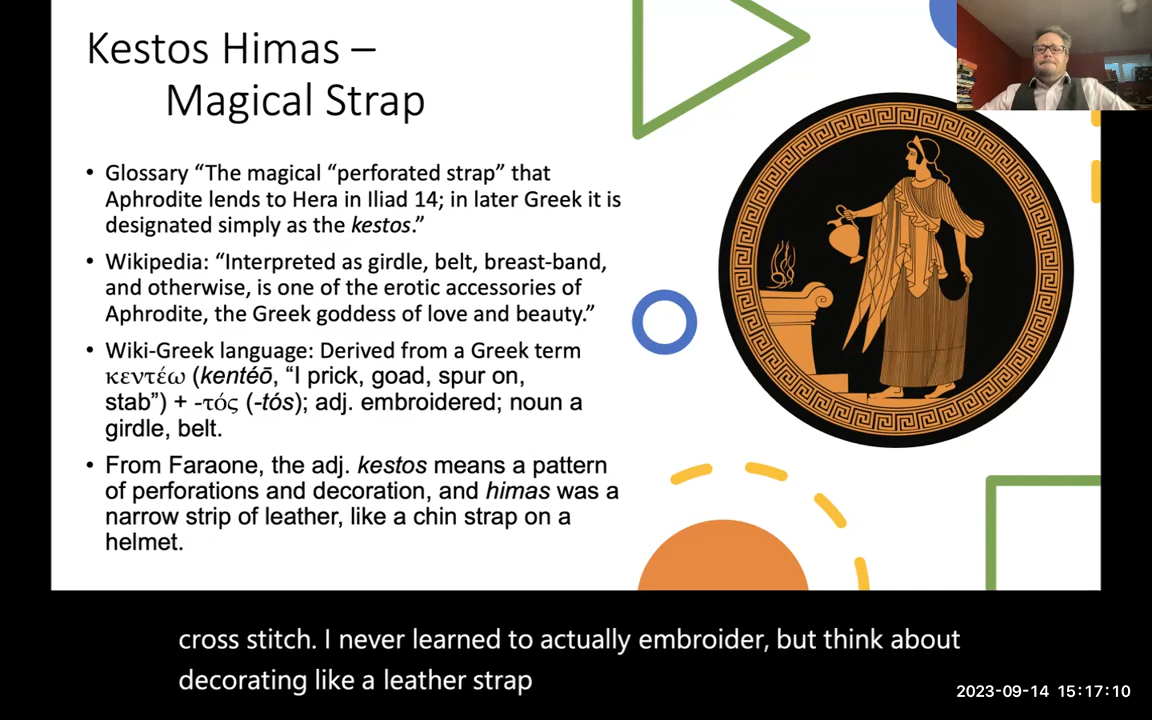 Kestos Himas –
Magical Strap
• Glossary “The magical “perforated strap” that
Aphrodite lends to Hera in Iliad 14; in later Greek it is
designated simply as the kestos.”
• Wikipedia: “Interpreted as girdle, belt, breast-band,
and otherwise, is one of the erotic accessories of
Aphrodite, the Greek goddess of love and beauty.”
• Wiki-Greek language: Derived from a Greek term
κεντέω (kentéō, “I prick, goad, spur on,
stab”) + -τός (-tós); adj. embroidered; noun a
girdle, belt.
• From Faraone, the adj. kestos means a pattern
of perforations and decoration, and himas was a
narrow strip of leather, like a chin strap on a
helmet.
cross stitch. I never learned to actually embroider, but think about
decorating like a leather strap
2023-09-14 15:17:10